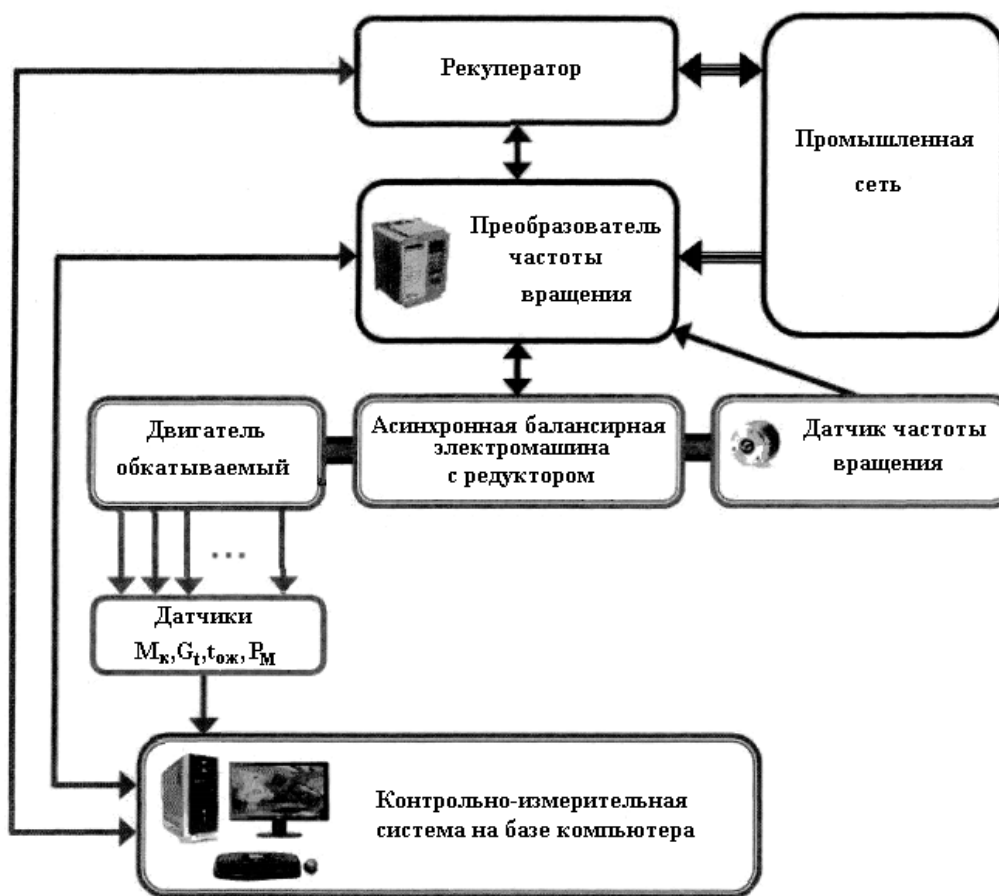 Рекуператор
Промышленная
сеть
Преобразователь
частоты
вращения
Двигатель
обкатываемый
Асинхронная балансирная
электромашина
с редуктором
Датчик частоты
вращения
...
Датчики
Mк,Gt,tож,PМ
Контрольно-измерительная
система на базе компьютера